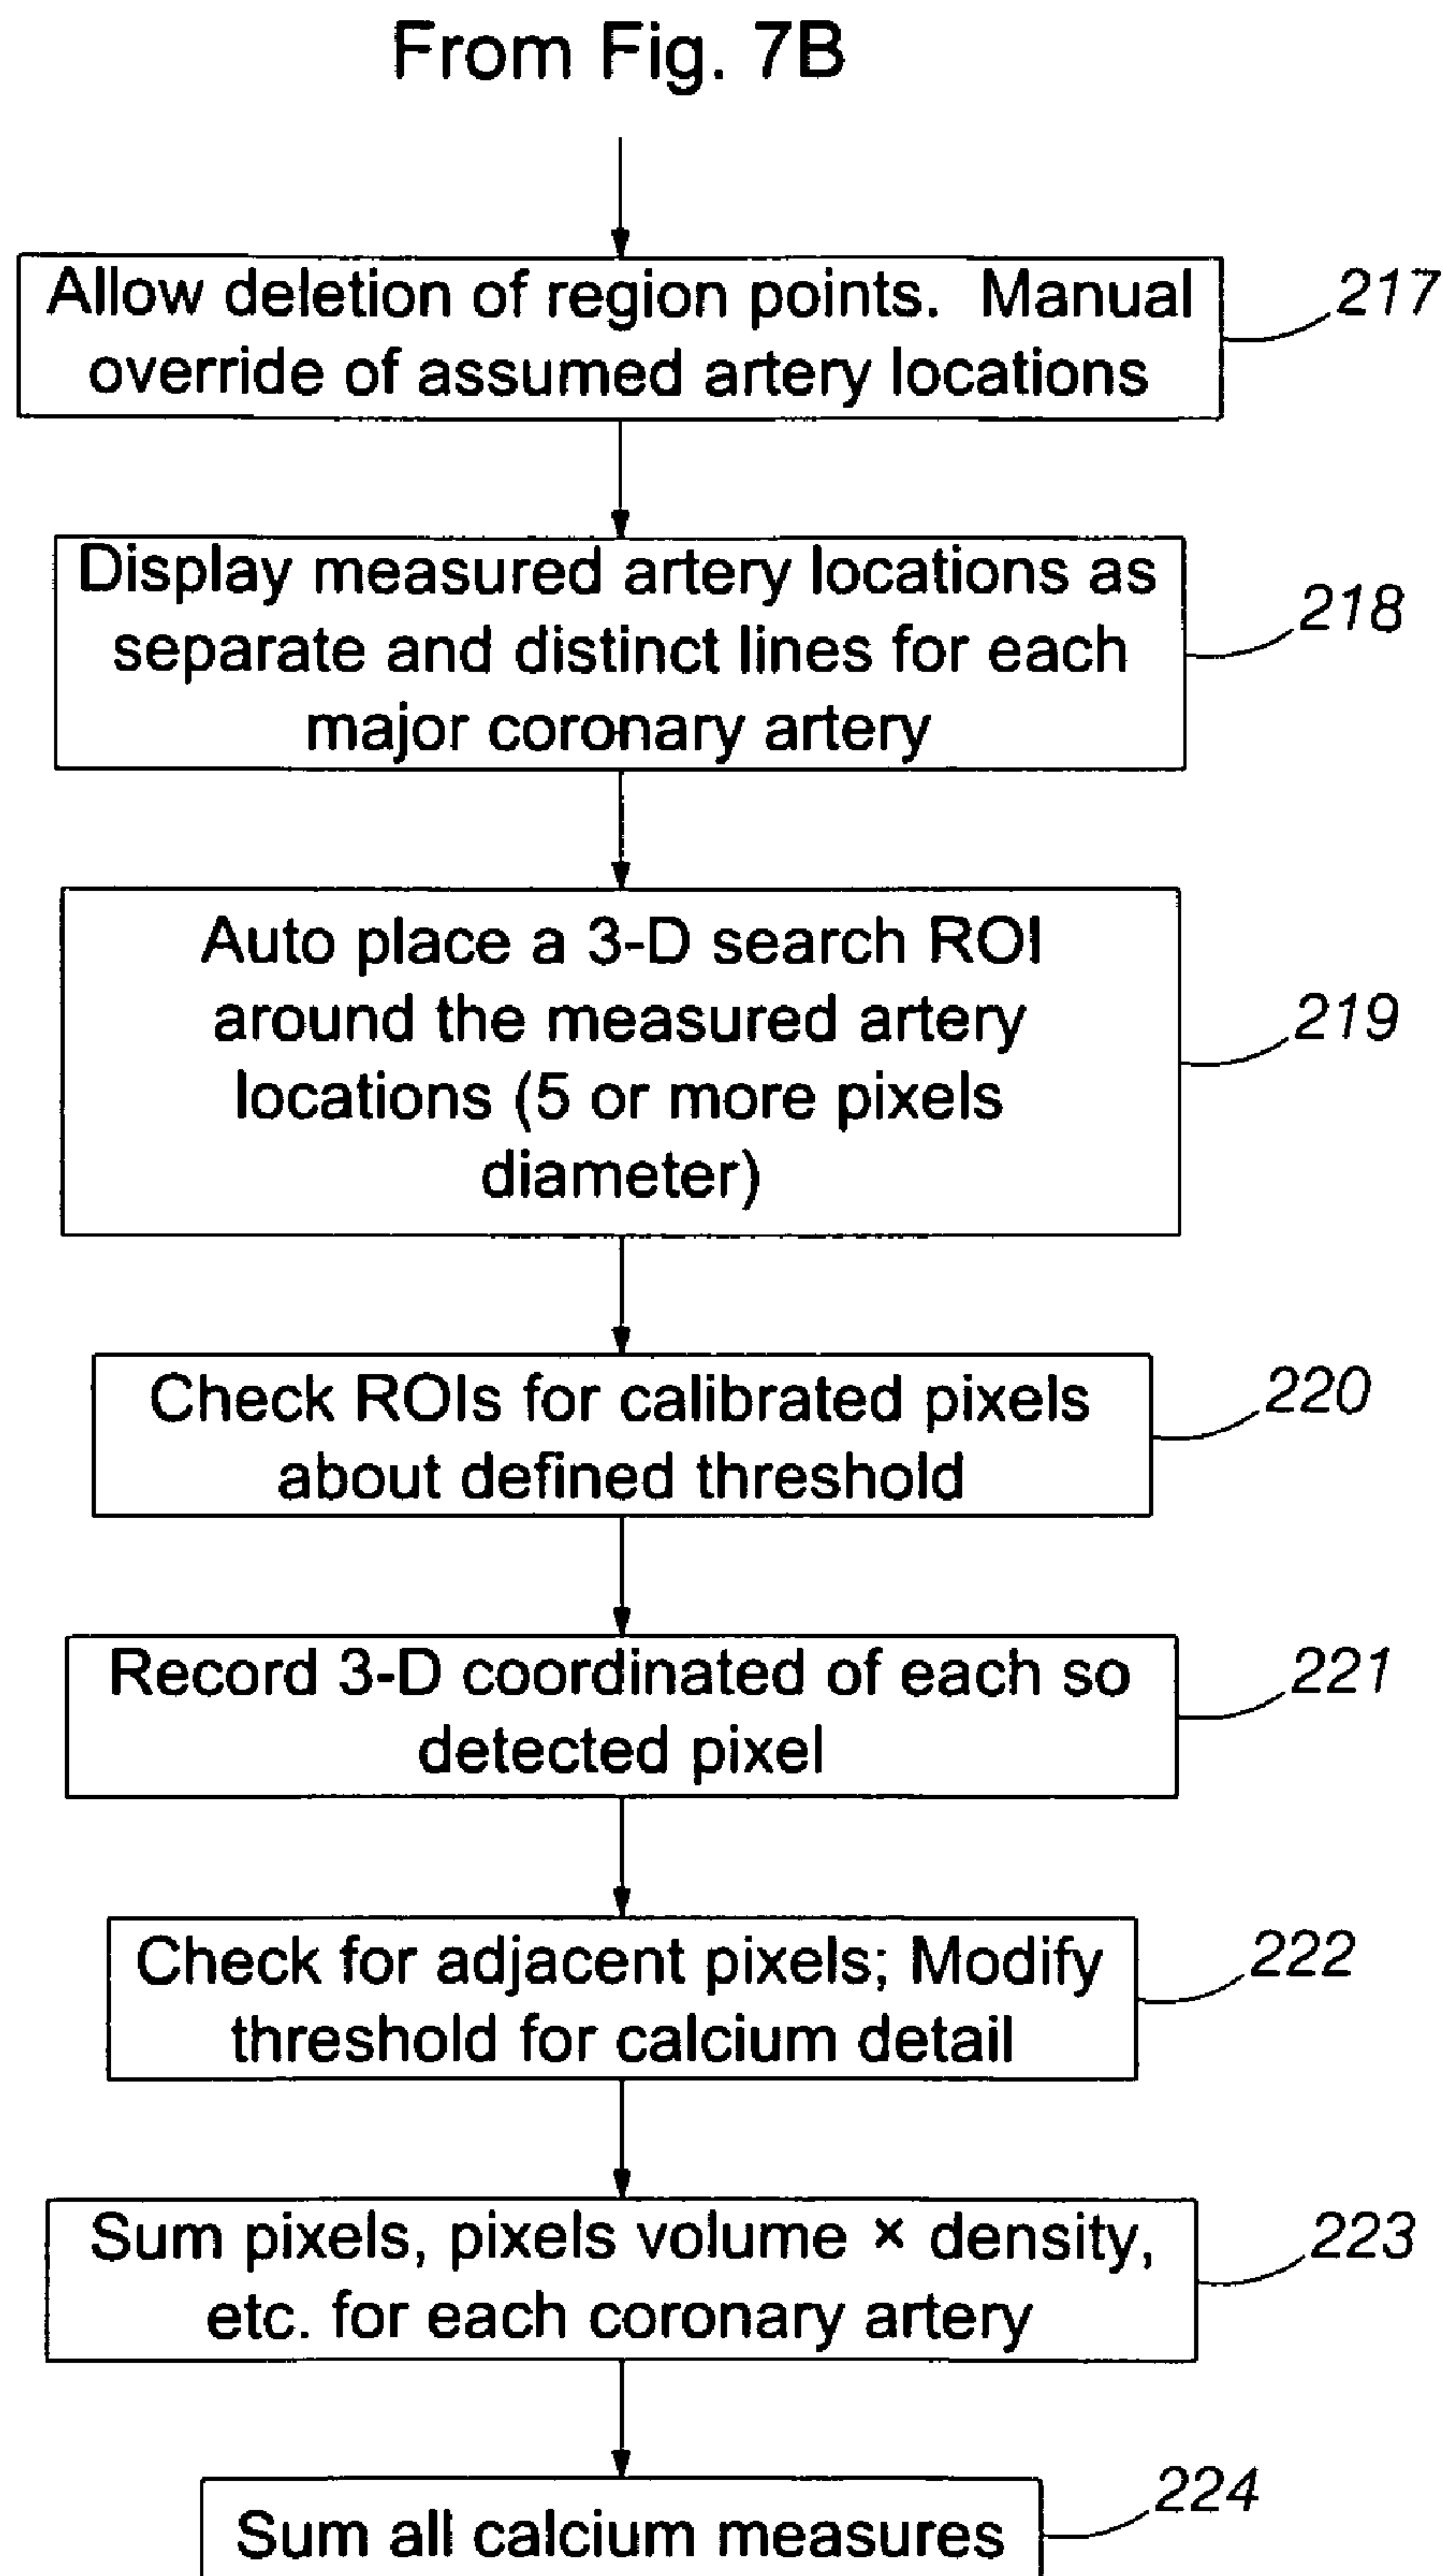 From Fig. 7B
Allow deletion of region points. Manual
override of assumed artery locations
217
Display measured artery locations as
separate and distinct lines for each
major coronary artery
218
Auto place a 3-D search ROI
around the measured artery
locations (5 or more pixels
diameter)
219
Check ROIs for calibrated pixels
about defined threshold
220
Record 3-D coordinated of each so
detected pixel
221
Check for adjacent pixels; Modify
threshold for calcium detail
222
Sum pixels, pixels volume × density,
etc. for each coronary artery
223
Sum all calcium measures
224